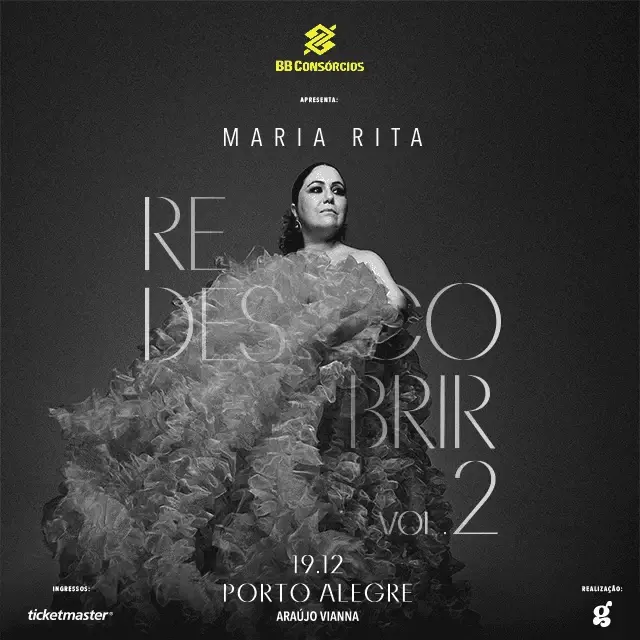 BB CONSÓRCIOS
APRESENTA:
MARIA RITA
RE
DES CO
BRIR
VOL. 2
19.12
PORTO ALEGRE
ARAÚJO VIANNA
INGRESSOS:
ticketmaster®
REALIZAÇÃO:
g